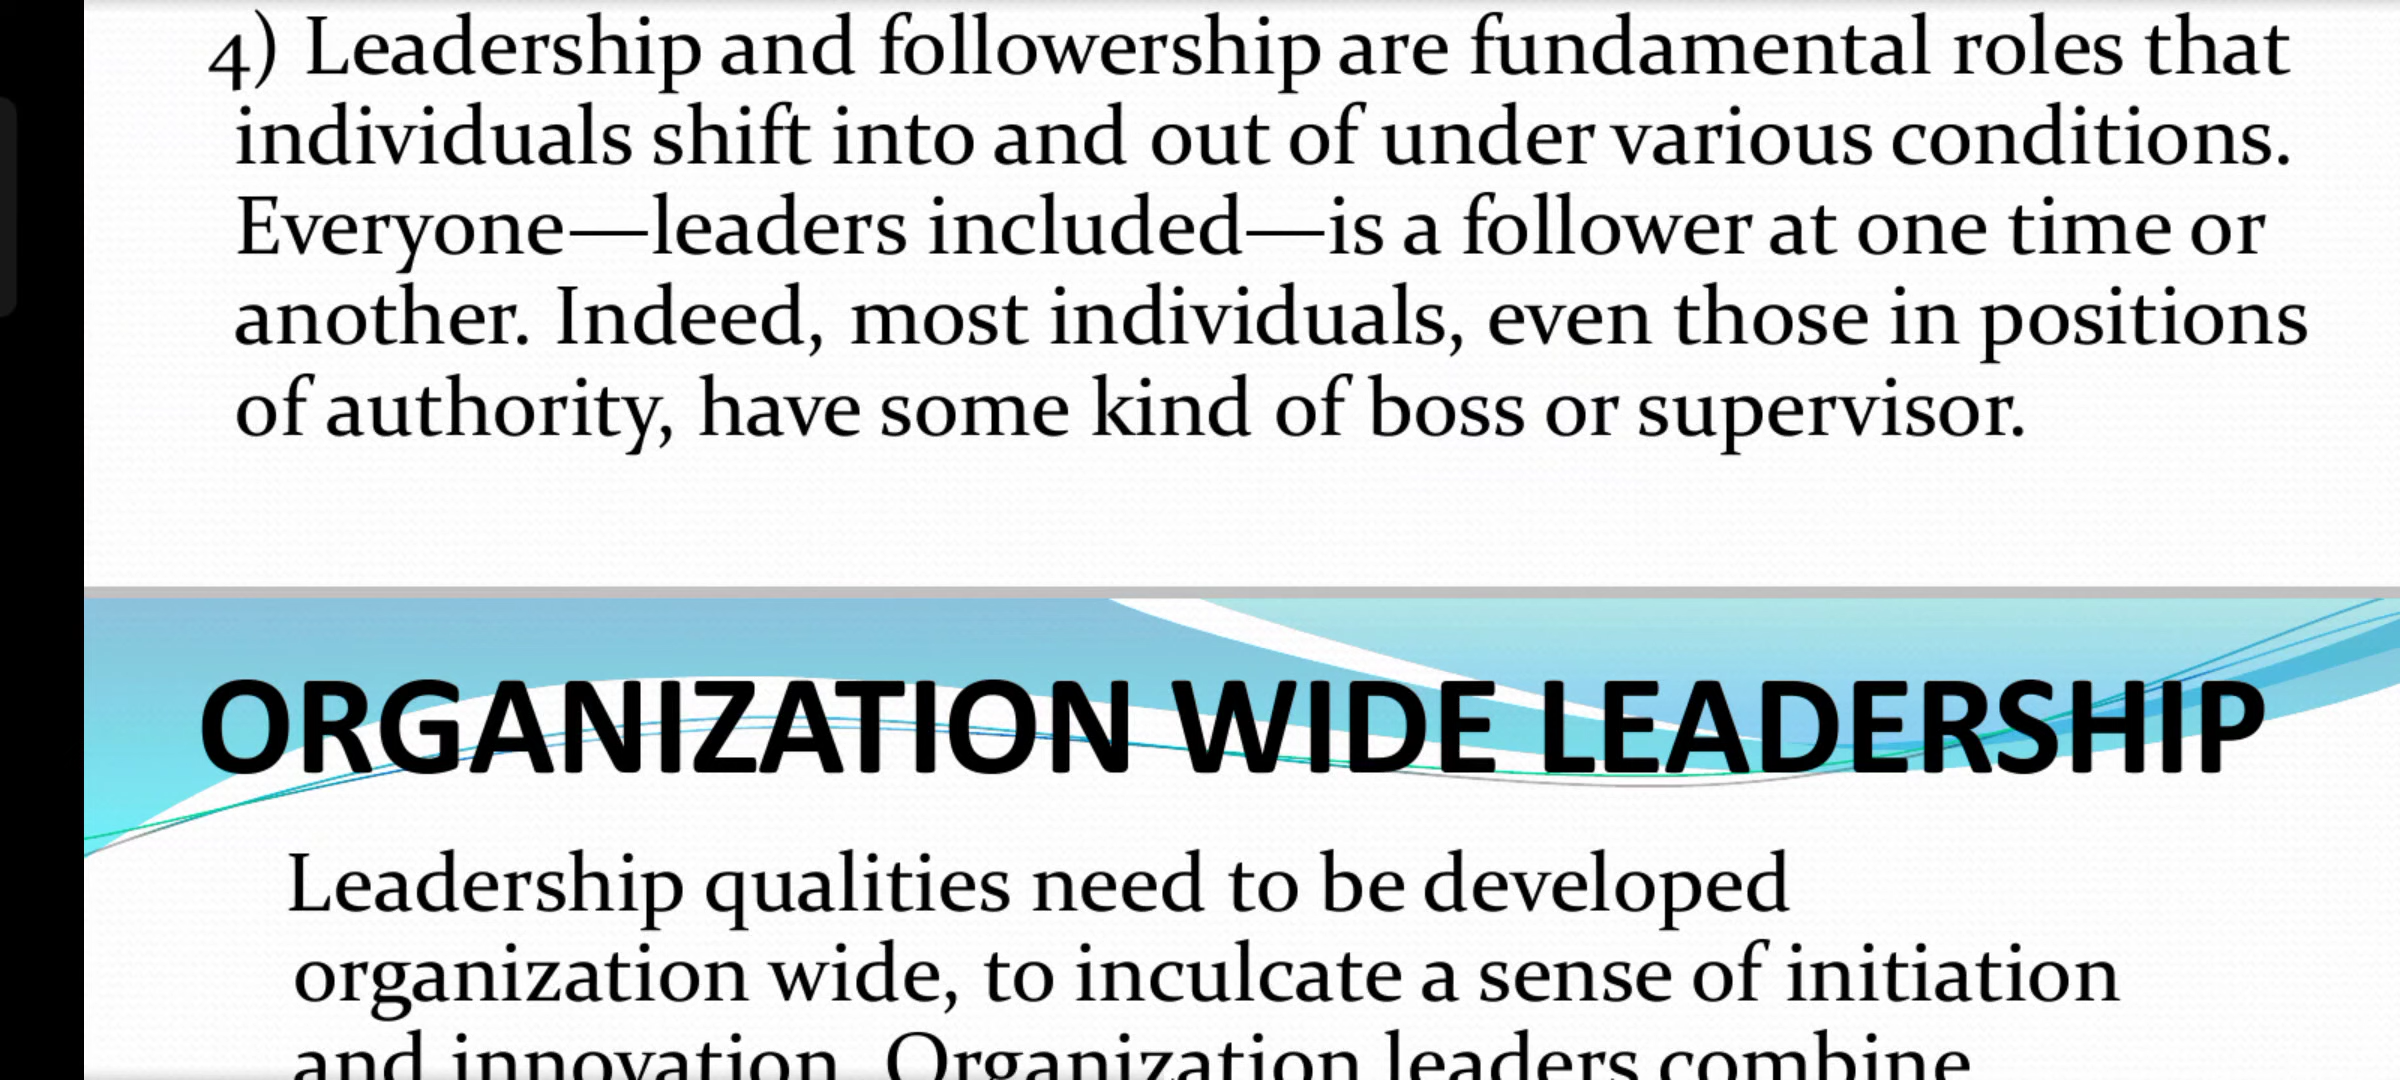 4) Leadership and followership are fundamental roles that
individuals shift into and out of under various conditions.
Everyone—leaders included—is a follower at one time or
another. Indeed, most individuals, even those in positions
of authority, have some kind of boss or supervisor.
ORGANIZATION WIDE LEADERSHIP
Leadership qualities need to be developed
organization wide, to inculcate a sense of initiation
and innovation. Organization leaders combine